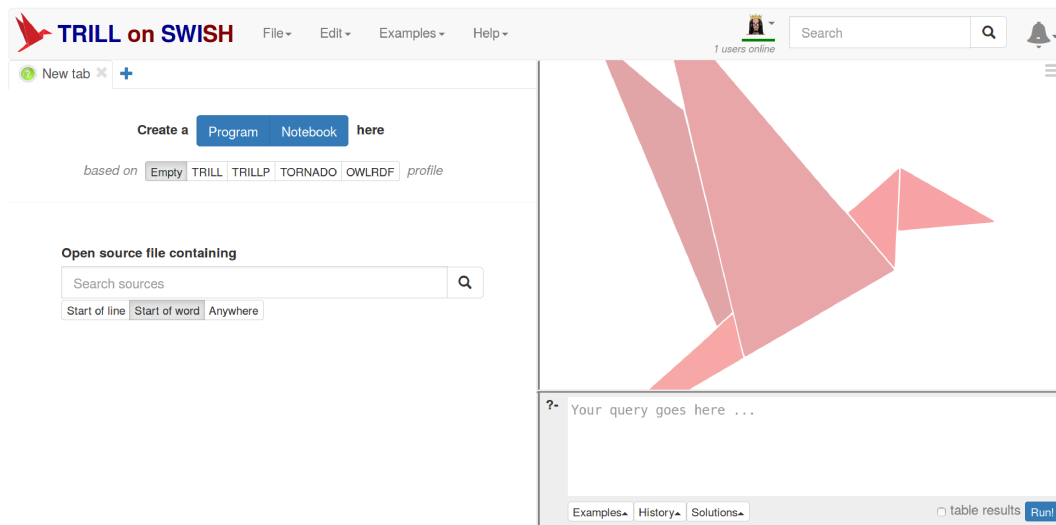 TRILL on SWISH File Edit Examples Help Search
1 users online
New tab
Create a Program Notebook here
based on Empty TRILL TRILLP TORNADO OWLRDF profile
Open source file containing
Search sources
Start of line Start of word Anywhere
?- Your query goes here ...
Examples History Solutions table results Run!